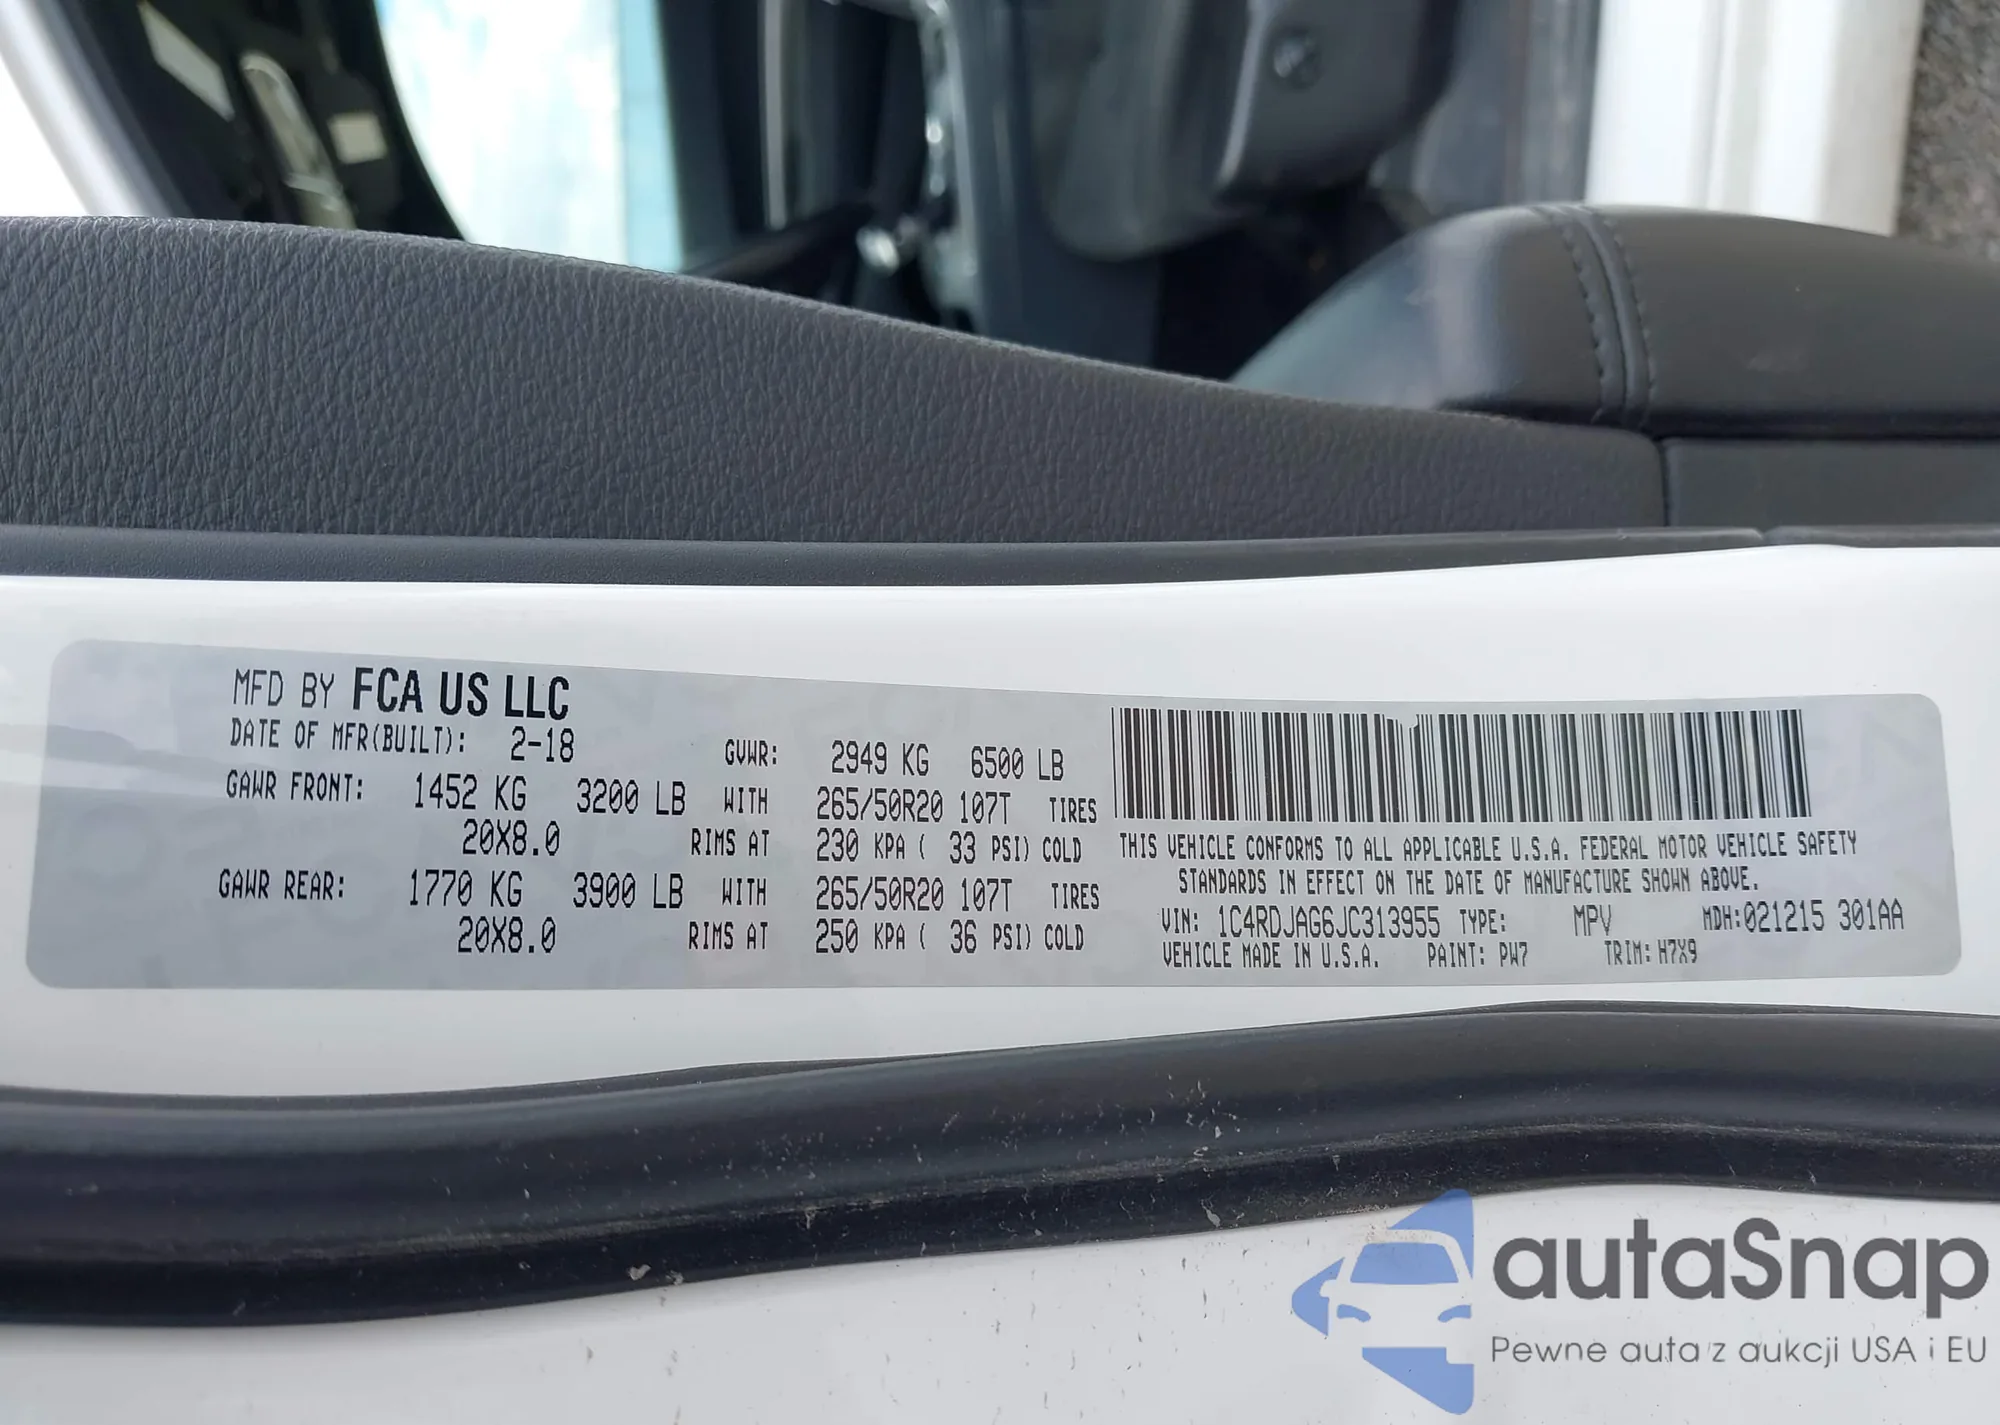 MFD BY FCA US LLC
DATE OF MFR(BUILT): 2-18 GVWR: 2949 KG 6500 LB
GAWR FRONT: 1452 KG 3200 LB WITH 265/50R20 107T TIRES
20X8.0 RIMS AT 230 KPA ( 33 PSI) COLD
GAWR REAR: 1770 KG 3900 LB WITH 265/50R20 107T TIRES
20X8.0 RIMS AT 250 KPA ( 36 PSI) COLD
THIS VEHICLE CONFORMS TO ALL APPLICABLE U.S.A. FEDERAL MOTOR VEHICLE SAFETY
STANDARDS IN EFFECT ON THE DATE OF MANUFACTURE SHOWN ABOVE.
VIN: 1C4RDJAG6JC313955 TYPE: MPV MDH:021215 301AA
VEHICLE MADE IN U.S.A. PAINT: PW7 TRIM: H7X9
autaSnap
Pewne auta z aukcji USA i EU